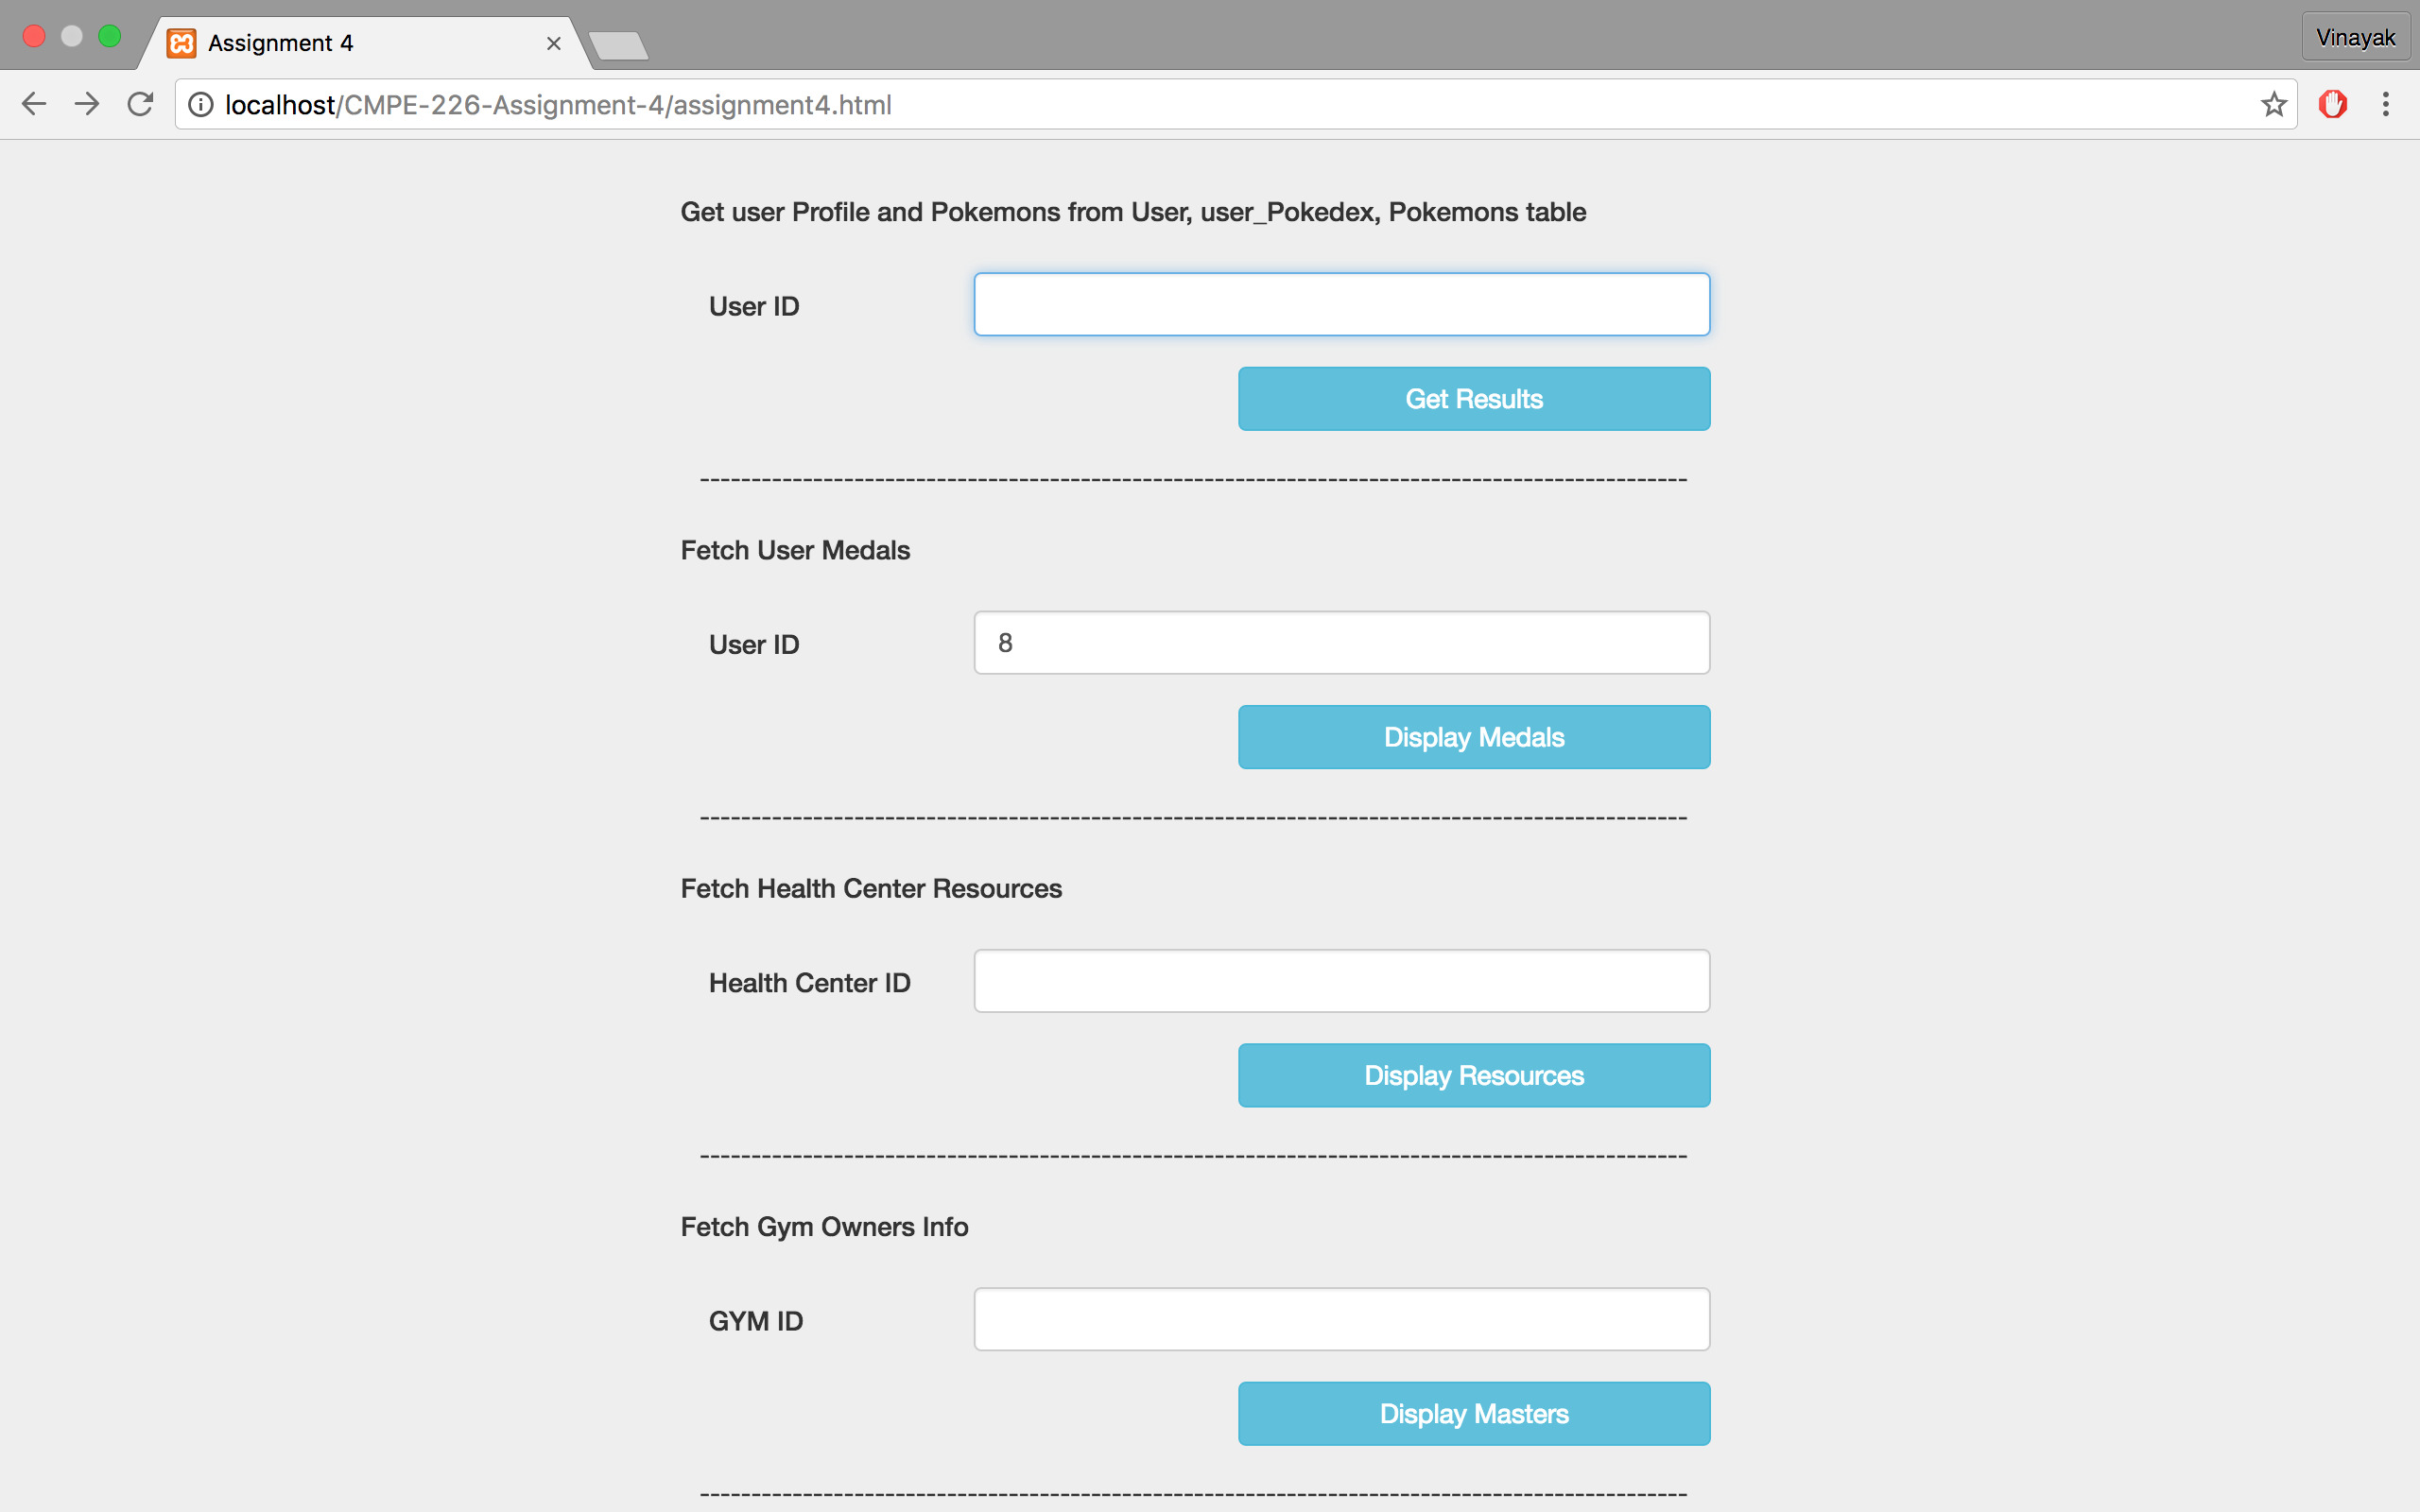 Assignment 4
Vinayak
localhost/CMPE-226-Assignment-4/assignment4.html
Get user Profile and Pokemons from User, user_Pokedex, Pokemons table
User ID
Get Results
Fetch User Medals
User ID 8
Display Medals
Fetch Health Center Resources
Health Center ID
Display Resources
Fetch Gym Owners Info
GYM ID
Display Masters